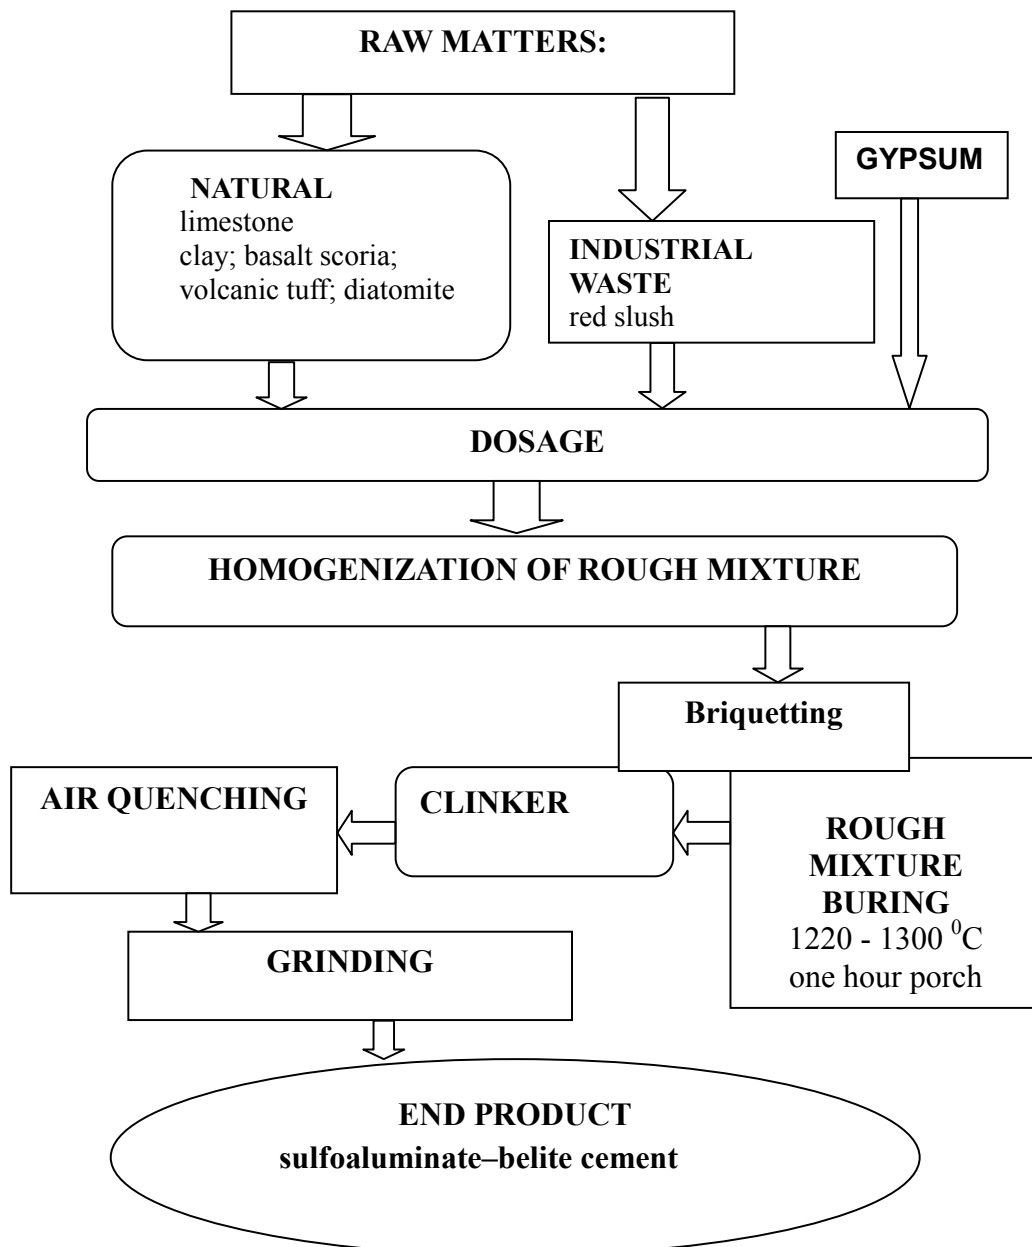 RAW MATTERS:
NATURAL
limestone
clay; basalt scoria;
volcanic tuff; diatomite
INDUSTRIAL
WASTE
red slush
GYPSUM
DOSAGE
HOMOGENIZATION OF ROUGH MIXTURE
Briquetting
ROUGH
MIXTURE
BURING
1220 - 1300 ⁰C
one hour porch
CLINKER
AIR QUENCHING
GRINDING
END PRODUCT
sulfoaluminate–belite cement